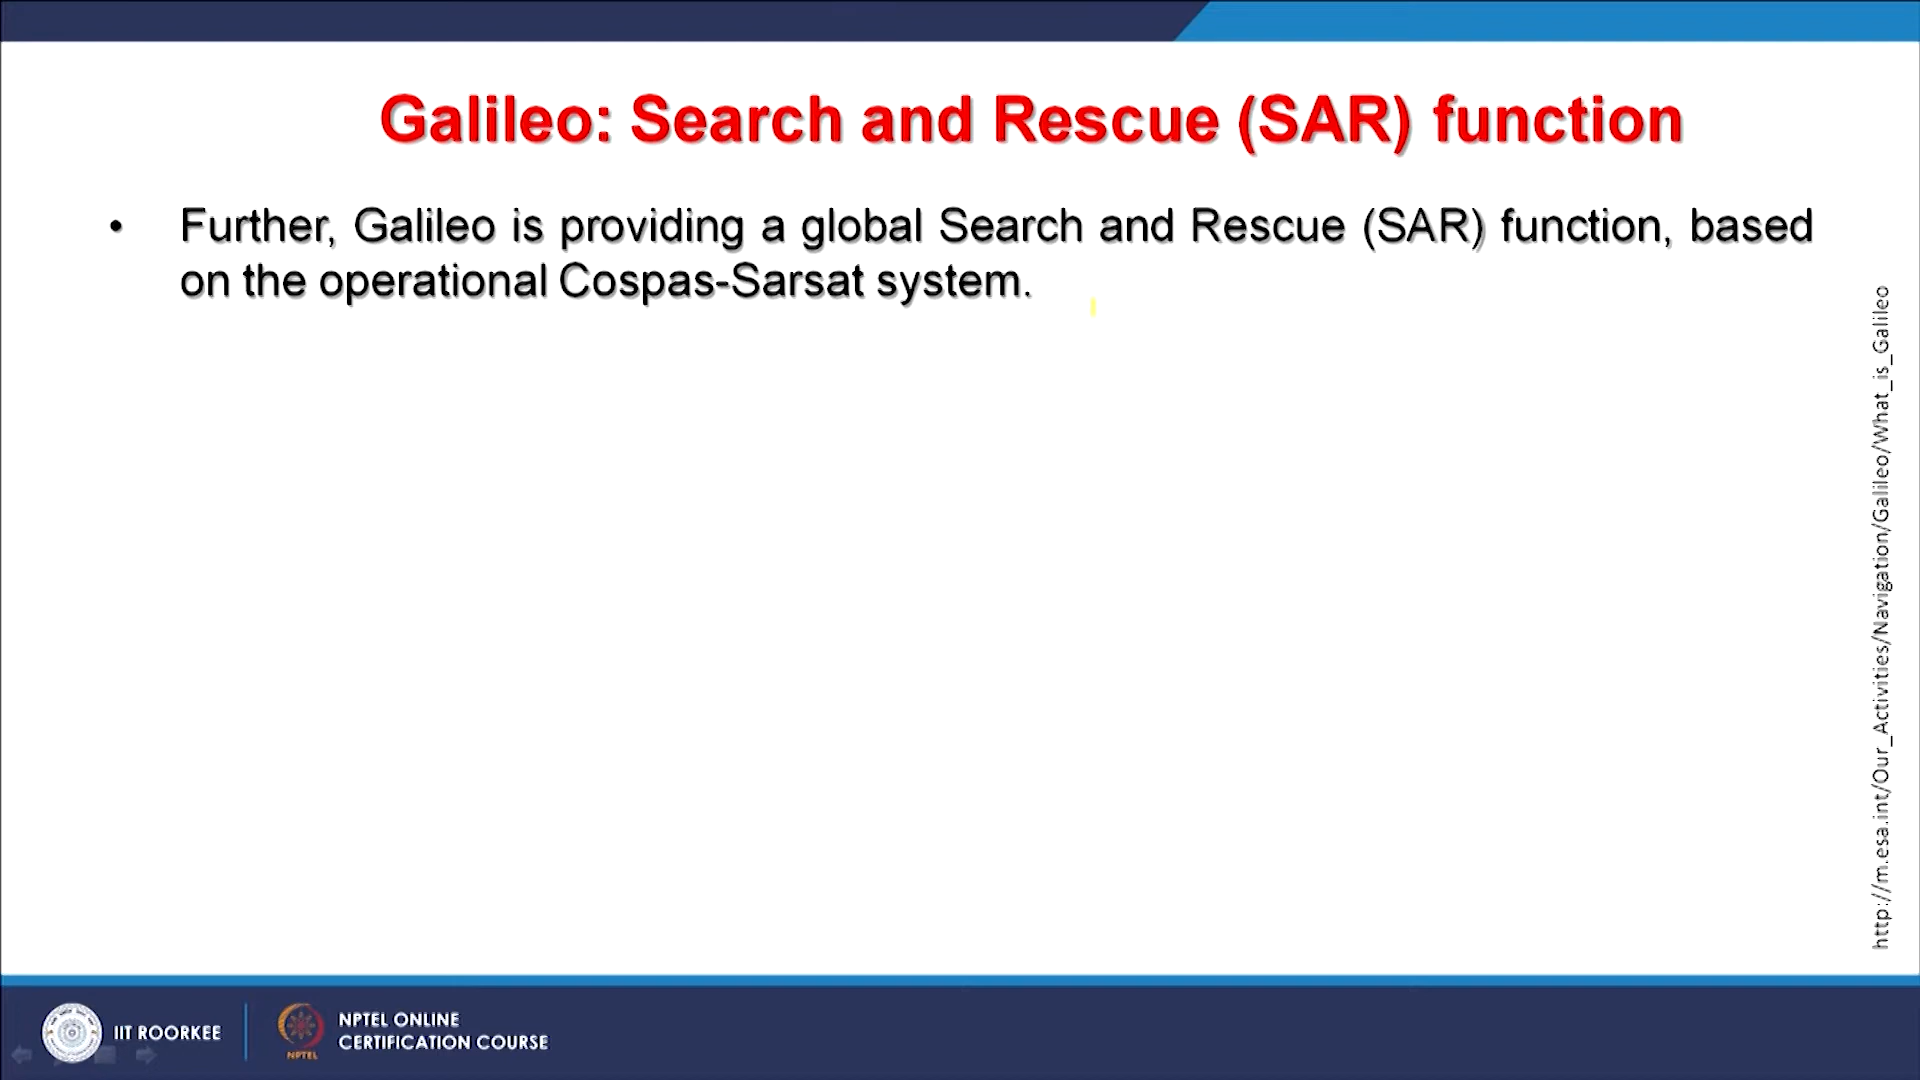 Galileo: Search and Rescue (SAR) function
• Further, Galileo is providing a global Search and Rescue (SAR) function, based
on the operational Cospas-Sarsat system.
http://m.esa.int/Our_Activities/Navigation/Galileo/What_is_Galileo
IIT ROORKEE
NPTEL
NPTEL ONLINE
CERTIFICATION COURSE